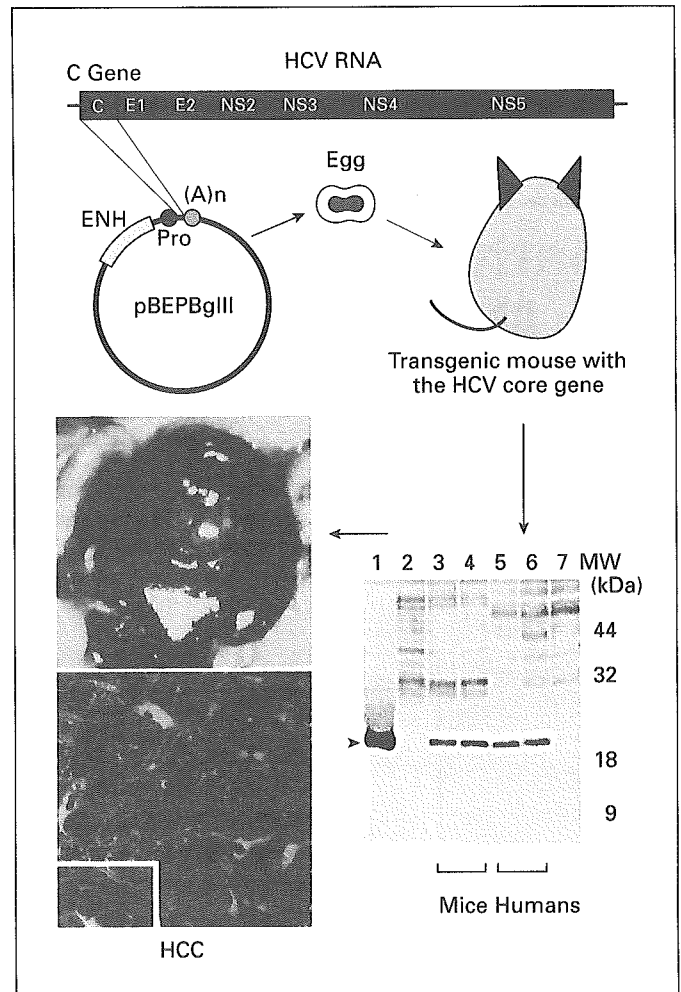 HCV RNA
C Gene
C E1 E2 NS2 NS3 NS4 NS5
Egg
(A)n
ENH
Pro
pBEPBglII
Transgenic mouse with
the HCV core gene
1 2 3 4 5 6 7 MW
(kDa)
44
32
18
9
Mice Humans
HCC